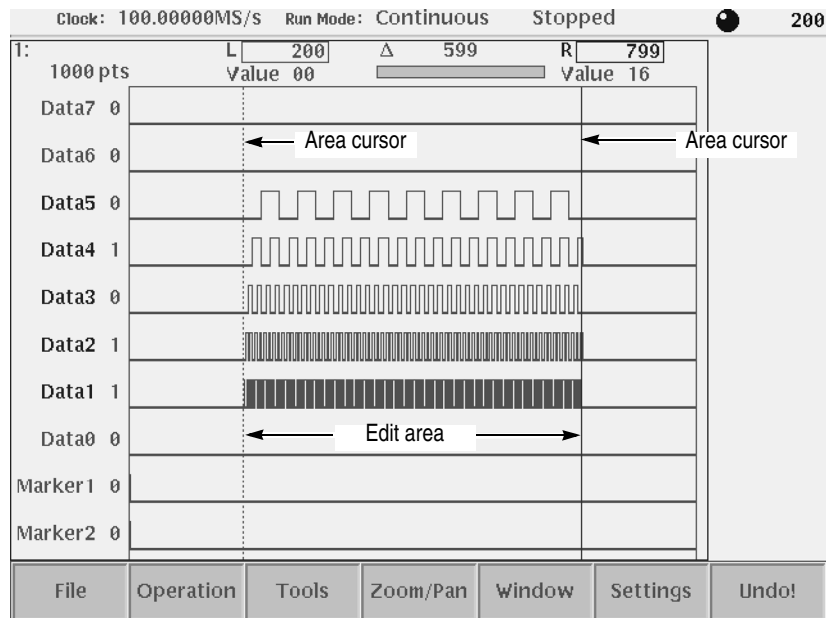 Clock: 100.00000MS/s Run Mode: Continuous Stopped 200
1: L 200 Δ 599 R 799
1000 pts Value 00 Value 16
Data7 0
Area cursor Area cursor
Data6 0
Data5 0
Data4 1
Data3 0
Data2 1
Data1 1
Edit area
Data0 0
Marker1 0
Marker2 0
File Operation Tools Zoom/Pan Window Settings Undo!